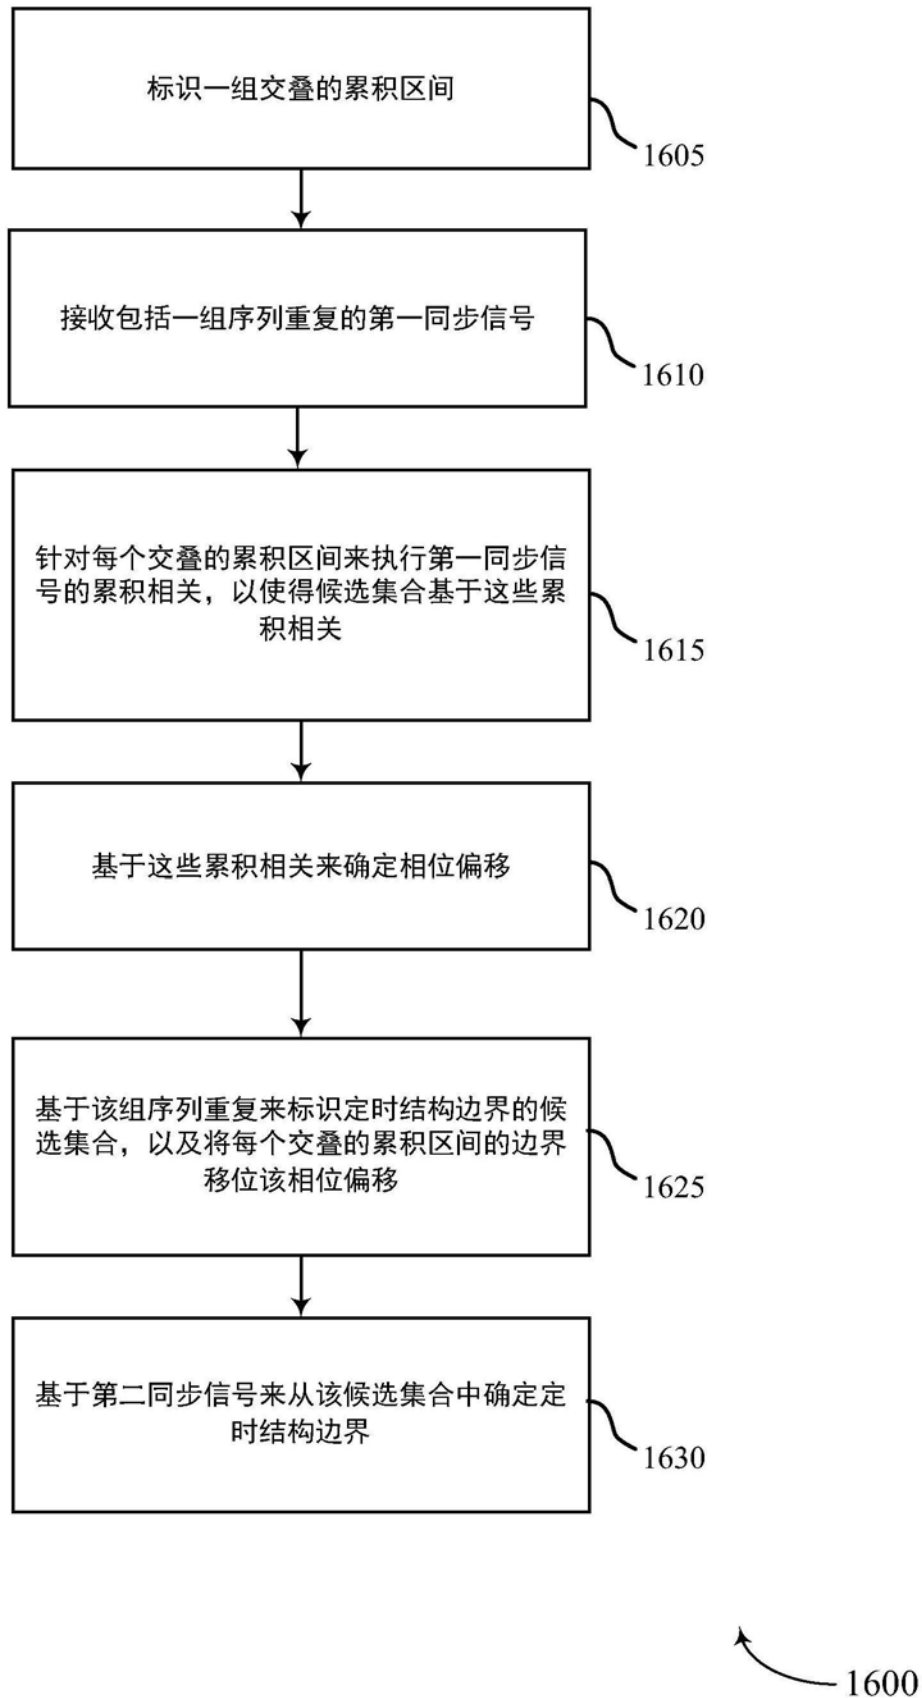 标识一组交叠的累积区间
1605
接收包括一组序列重复的第一同步信号
1610
针对每个交叠的累积区间来执行第一同步信
号的累积相关，以使得候选集合基于这些累
积相关
1615
基于这些累积相关来确定相位偏移
1620
基于该组序列重复来标识定时结构边界的候
选集合，以及将每个交叠的累积区间的边界
移位该相位偏移
1625
基于第二同步信号来从该候选集合中确定定
时结构边界
1630
1600